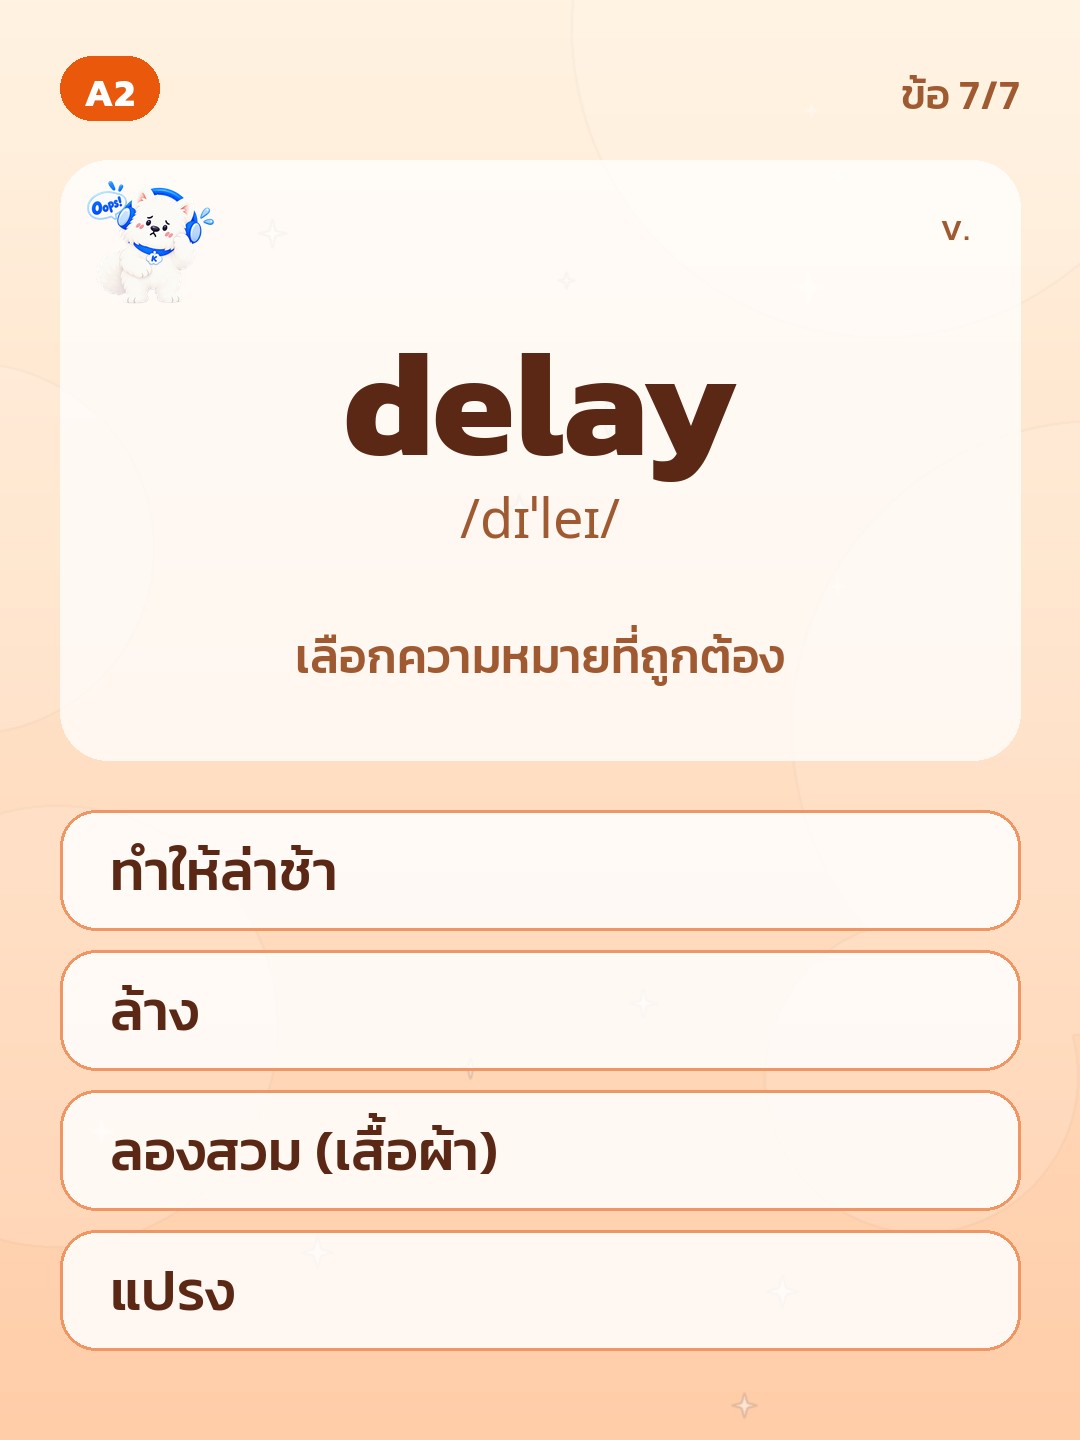 A2
ข้อ 7/7
Oops!
K
v.
delay
/dɪˈleɪ/
เลือกความหมายที่ถูกต้อง
ทำให้ล่าช้า
ล้าง
ลองสวม (เสื้อผ้า)
แปรง